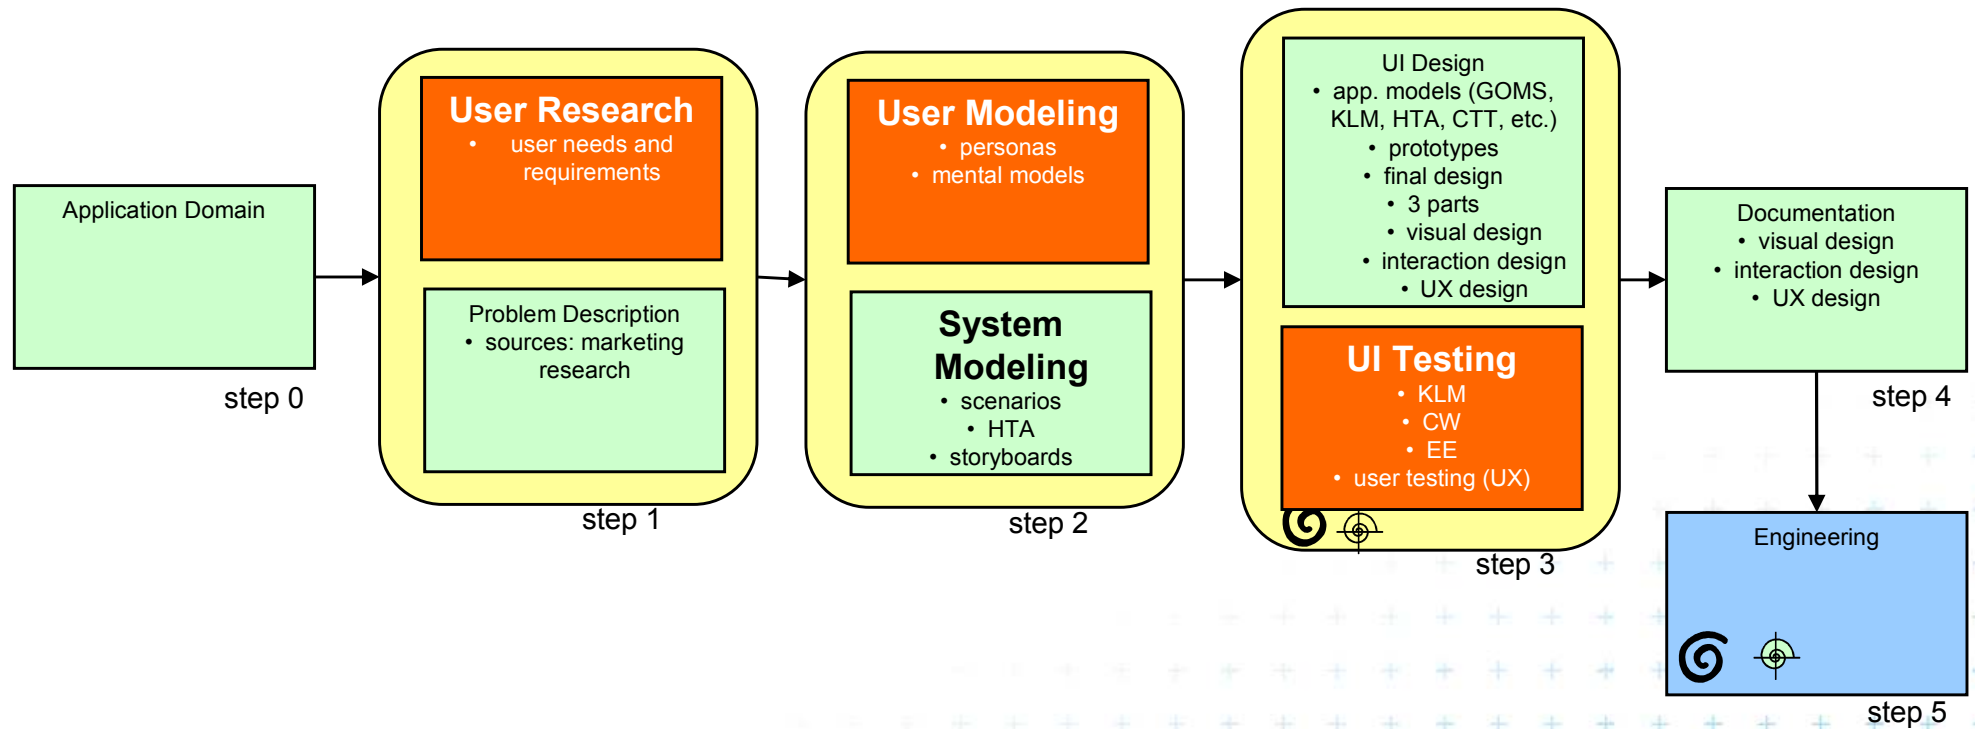 Application Domain
step 0
User Research
• user needs and
requirements
Problem Description
• sources: marketing
research
step 1
User Modeling
• personas
• mental models
System
Modeling
• scenarios
• HTA
• storyboards
step 2
UI Design
• app. models (GOMS,
KLM, HTA, CTT, etc.)
• prototypes
• final design
• 3 parts
• visual design
• interaction design
• UX design
UI Testing
• KLM
• CW
• EE
• user testing (UX)
step 3
Documentation
• visual design
• interaction design
• UX design
step 4
Engineering
step 5